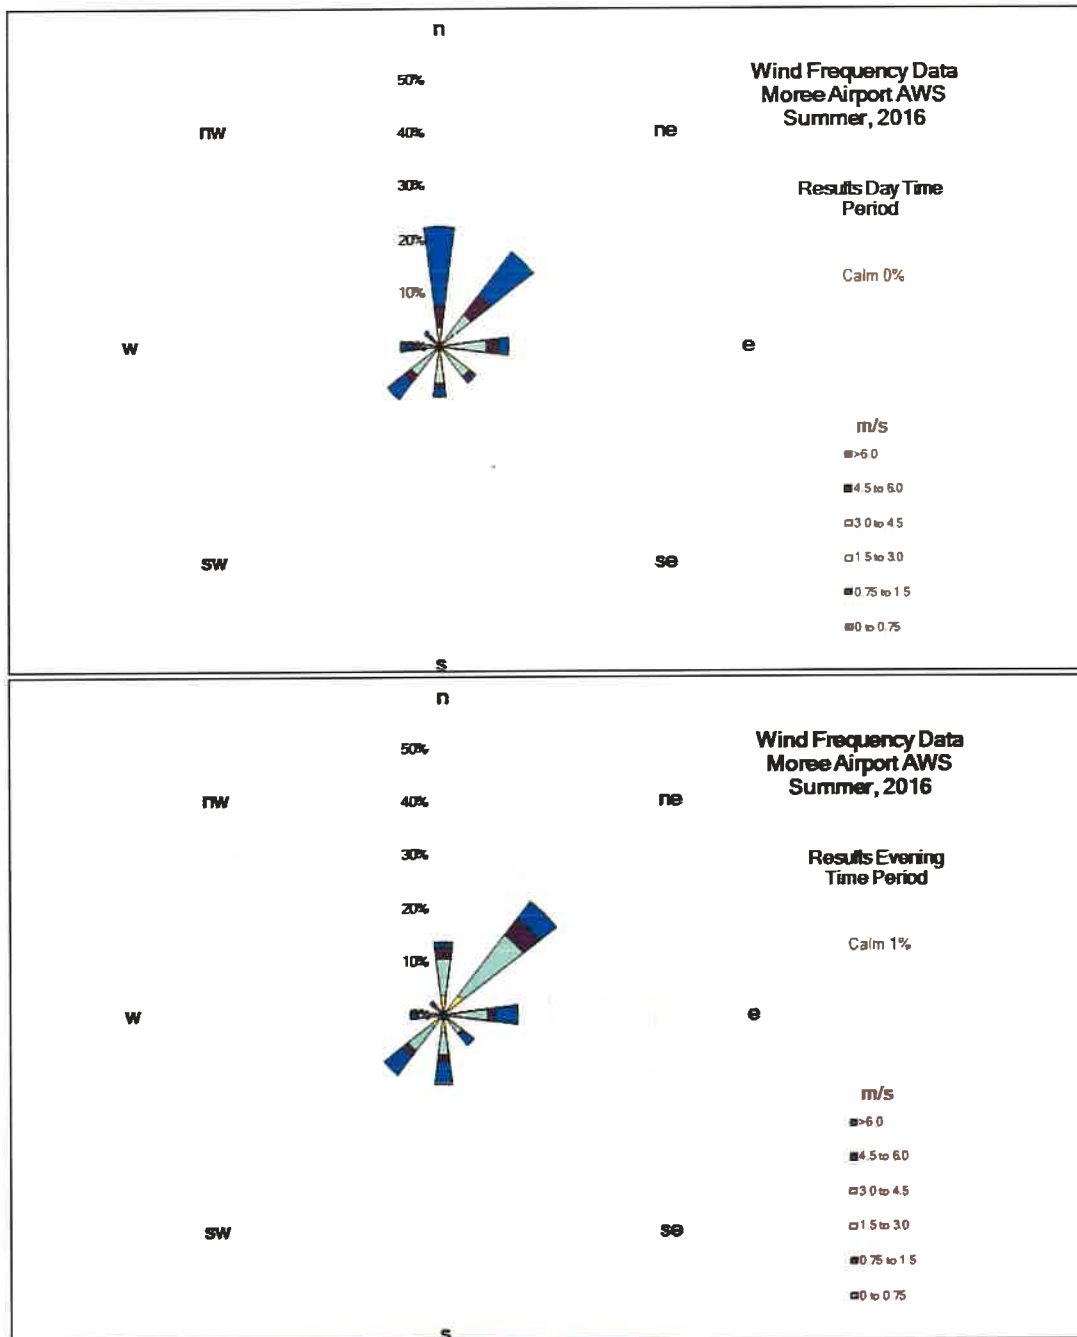 n
Wind Frequency Data
Moree Airport AWS
Summer, 2016
50%
nw
40%
ne
30%
Results Day Time
Period
20%
Calm 0%
10%
w
e
m/s
>6.0
4.5 to 6.0
3.0 to 4.5
1.5 to 3.0
sw
se
0.75 to 1.5
0 to 0.75
s
n
Wind Frequency Data
Moree Airport AWS
Summer, 2016
50%
nw
40%
ne
30%
Results Evening
Time Period
20%
Calm 1%
10%
w
0%
e
m/s
>6.0
4.5 to 6.0
3.0 to 4.5
1.5 to 3.0
sw
se
0.75 to 1.5
0 to 0.75
s